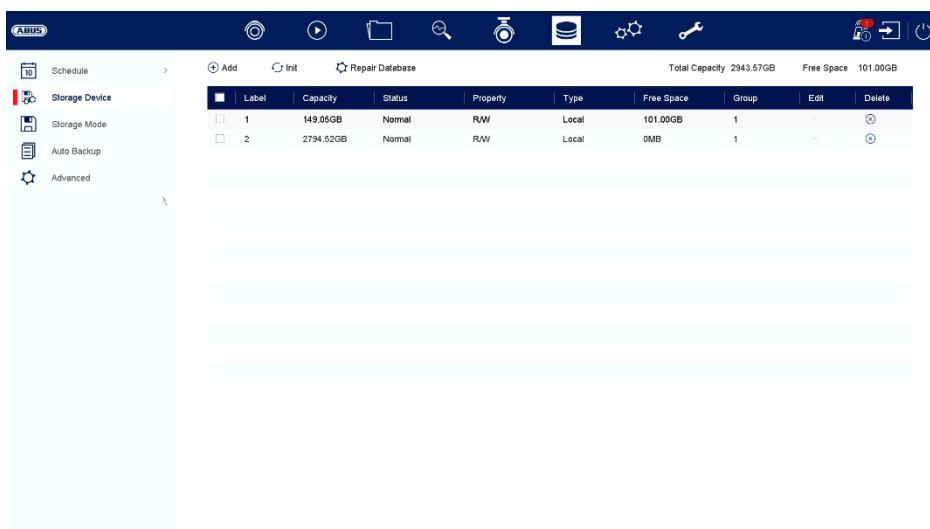 ABUS
10 Schedule >
Add Init Repair Database Total Capacity 2943.57GB Free Space 101.00GB
Storage Device
Storage Mode
Auto Backup
Advanced
Label Capacity Status Property Type Free Space Group Edit Delete
1 149.05GB Normal R/W Local 101.00GB 1 —
2 2794.52GB Normal R/W Local 0MB 1 —